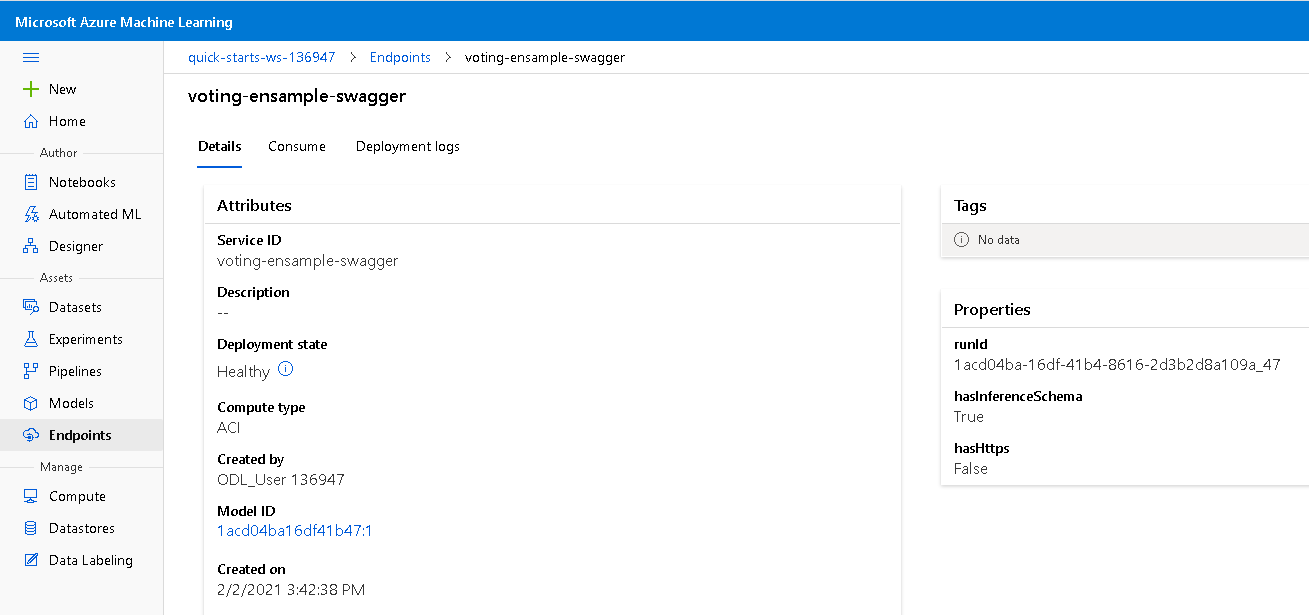 Microsoft Azure Machine Learning
quick-starts-ws-136947 > Endpoints > voting-ensample-swagger
New
Home
Author
Notebooks
Automated ML
Designer
Assets
Datasets
Experiments
Pipelines
Models
Endpoints
Manage
Compute
Datastores
Data Labeling
voting-ensample-swagger
Details Consume Deployment logs
Attributes
Service ID
voting-ensample-swagger
Description
--
Deployment state
Healthy
Compute type
ACI
Created by
ODL_User 136947
Model ID
1acd04ba16df41b47:1
Created on
2/2/2021 3:42:38 PM
Tags
No data
Properties
runId
1acd04ba-16df-41b4-8616-2d3b2d8a109a_47
hasInferenceSchema
True
hasHttps
False